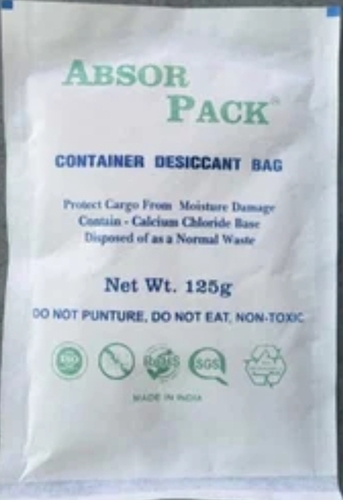 ABSOR
PACK
CONTAINER DESICCANT BAG
Protect Cargo From Moisture Damage
Contain - Calcium Chloride Base
Disposed of as a Normal Waste
Net Wt. 125g
DO NOT PUNTURE, DO NOT EAT, NON-TOXIC
ISO RoHS SGS
MADE IN INDIA